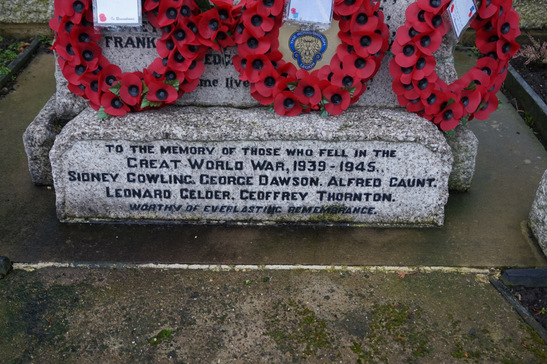 FRANK
TO THE MEMORY OF THOSE WHO FELL IN THE
GREAT WORLD WAR, 1939-1945.
SIDNEY COWLING. GEORGE DAWSON. ALFRED GAUNT.
LEONARD GELDER. GEOFFREY THORNTON.
WORTHY OF EVERLASTING REMEMBRANCE.